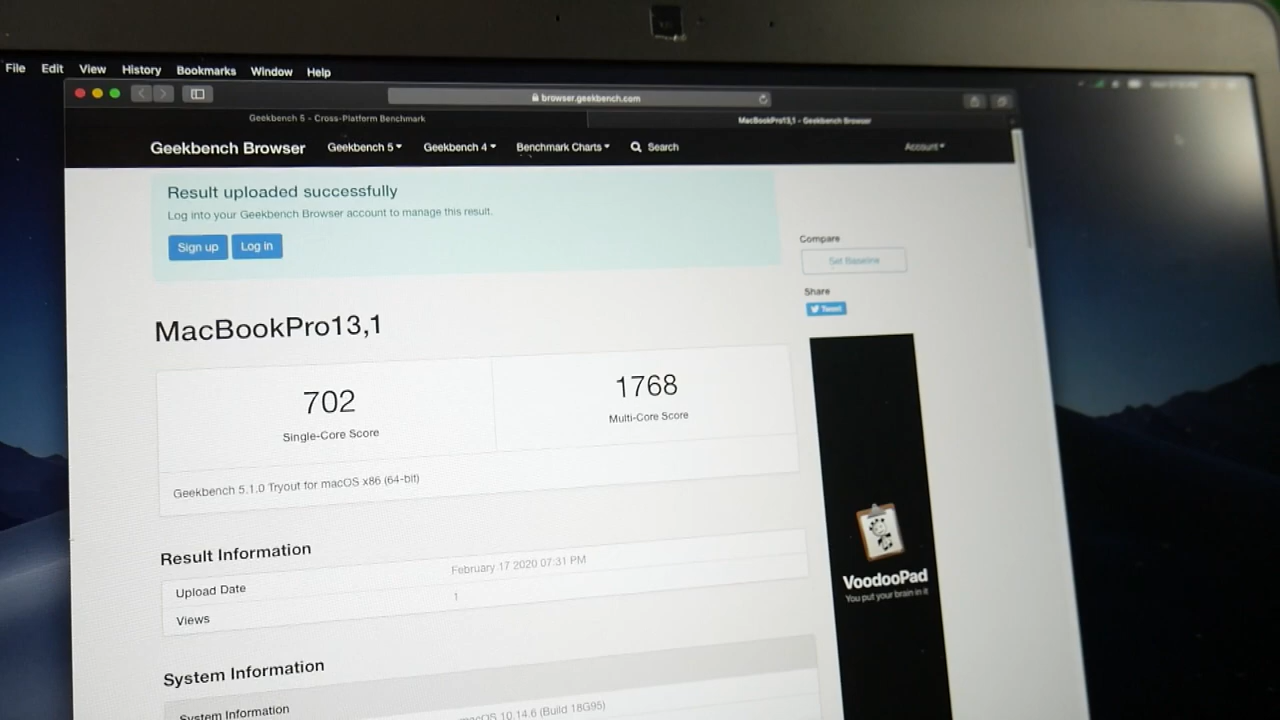 File Edit View History Bookmarks Window Help
browser.geekbench.com
Geekbench 5 - Cross-Platform Benchmark
MacBookPro13,1 - Geekbench Browser
Geekbench Browser Geekbench 5 Geekbench 4 Benchmark Charts Search Account
Result uploaded successfully
Log into your Geekbench Browser account to manage this result.
Sign up Log in
Compare
Set Baseline
Share
Tweet
MacBookPro13,1
702
Single-Core Score
1768
Multi-Core Score
Geekbench 5.1.0 Tryout for macOS x86 (64-bit)
Result Information
Upload Date February 17 2020 07:31 PM
Views 1
VoodooPad
You put your brain in it
System Information
System Information
macOS 10.14.6 (Build 18G95)